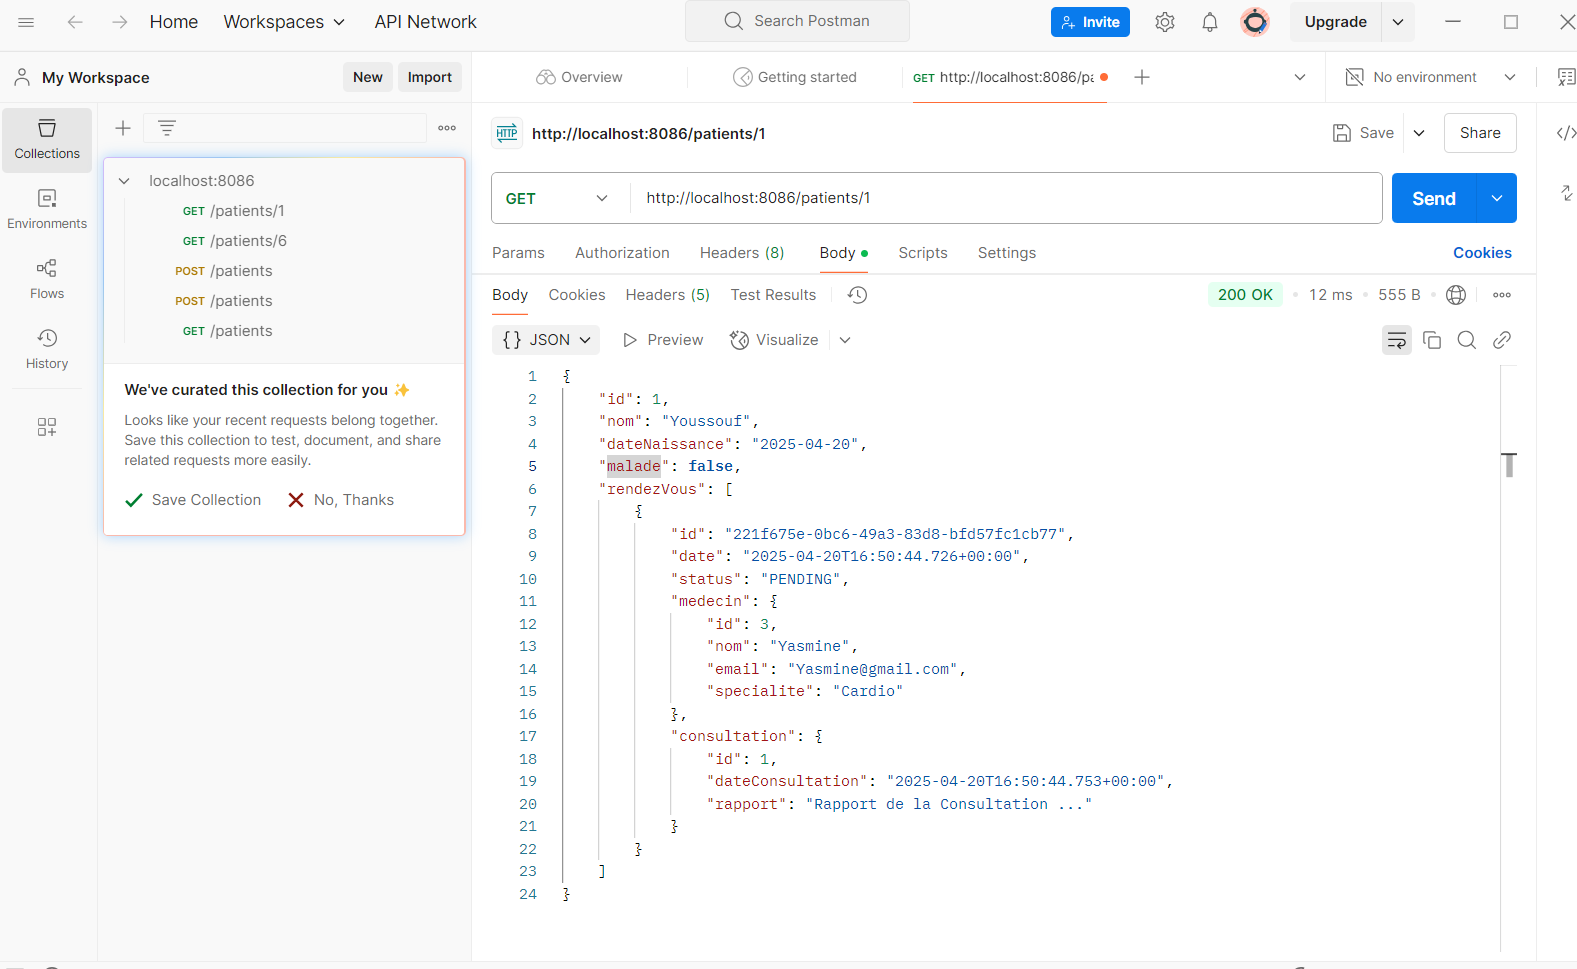 Home Workspaces API Network Search Postman Invite Upgrade
My Workspace New Import Overview Getting started GET http://localhost:8086/pa No environment
Collections
Environments
Flows
History
localhost:8086
GET /patients/1
GET /patients/6
POST /patients
POST /patients
GET /patients
We've curated this collection for you ✨
Looks like your recent requests belong together.
Save this collection to test, document, and share
related requests more easily.
Save Collection No, Thanks
HTTP http://localhost:8086/patients/1 Save Share
GET http://localhost:8086/patients/1 Send
Params Authorization Headers (8) Body Scripts Settings Cookies
Body Cookies Headers (5) Test Results 200 OK 12 ms 555 B
{} JSON Preview Visualize
1 {
2 "id": 1,
3 "nom": "Youssouf",
4 "dateNaissance": "2025-04-20",
5 "malade": false,
6 "rendezVous": [
7 {
8 "id": "221f675e-0bc6-49a3-83d8-bfd57fc1cb77",
9 "date": "2025-04-20T16:50:44.726+00:00",
10 "status": "PENDING",
11 "medecin": {
12 "id": 3,
13 "nom": "Yasmine",
14 "email": "Yasmine@gmail.com",
15 "specialite": "Cardio"
16 },
17 "consultation": {
18 "id": 1,
19 "dateConsultation": "2025-04-20T16:50:44.753+00:00",
20 "rapport": "Rapport de la Consultation ..."
21 }
22 }
23 ]
24 }